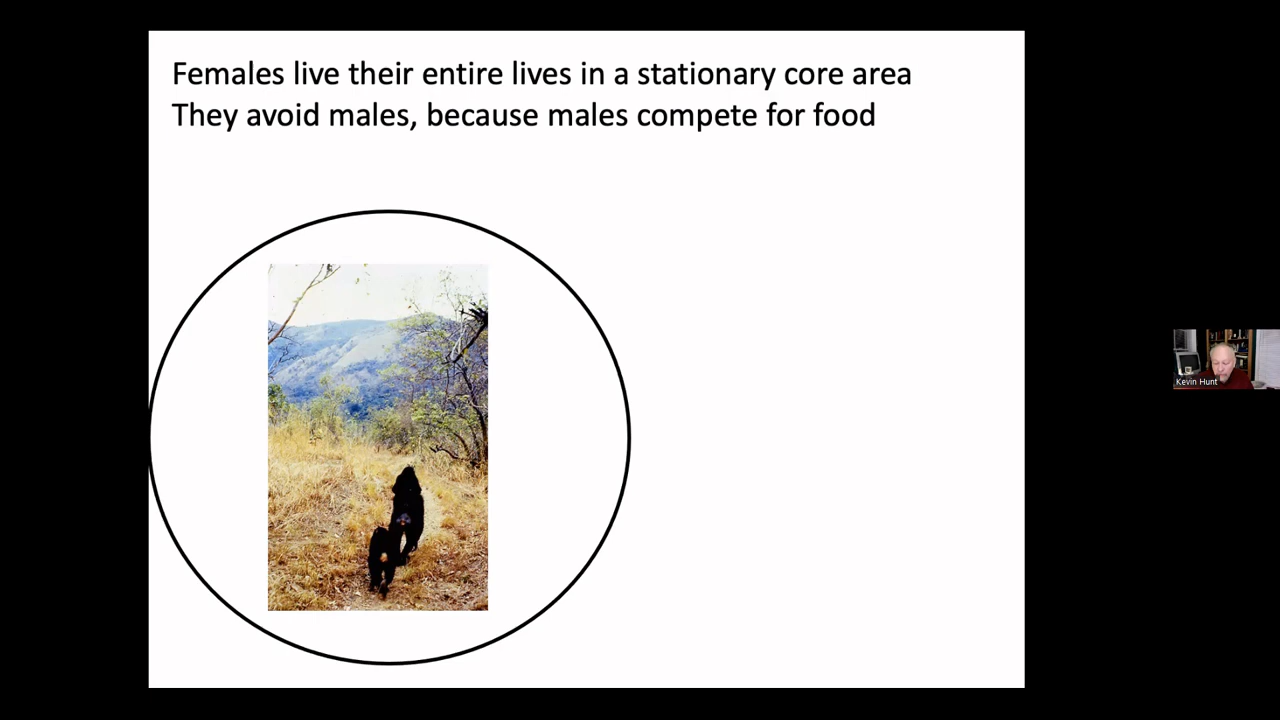 Females live their entire lives in a stationary core area
They avoid males, because males compete for food
Kevin Hunt